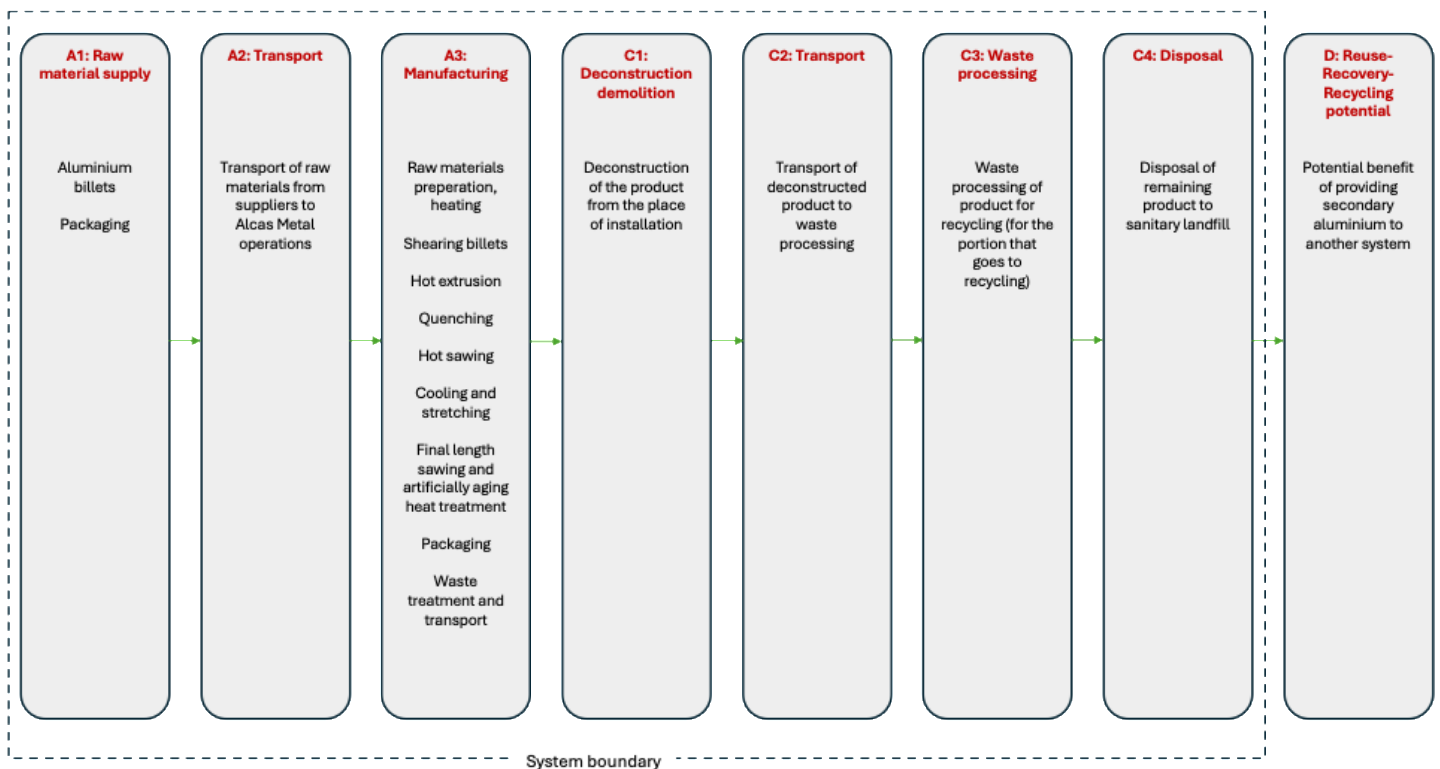 A1: Raw
material supply
Aluminium
billets
Packaging
A2: Transport
Transport of raw
materials from
suppliers to
Alcas Metal
operations
A3:
Manufacturing
Raw materials
preperation,
heating
Shearing billets
Hot extrusion
Quenching
Hot sawing
Cooling and
stretching
Final length
sawing and
artificially aging
heat treatment
Packaging
Waste
treatment and
transport
C1:
Deconstruction
demolition
Deconstruction
of the product
from the place
of installation
C2: Transport
Transport of
deconstructed
product to
waste
processing
C3: Waste
processing
Waste
processing of
product for
recycling (for the
portion that
goes to
recycling)
C4: Disposal
Disposal of
remaining
product to
sanitary landfill
D: Reuse-
Recovery-
Recycling
potential
Potential benefit
of providing
secondary
aluminium to
another system
System boundary